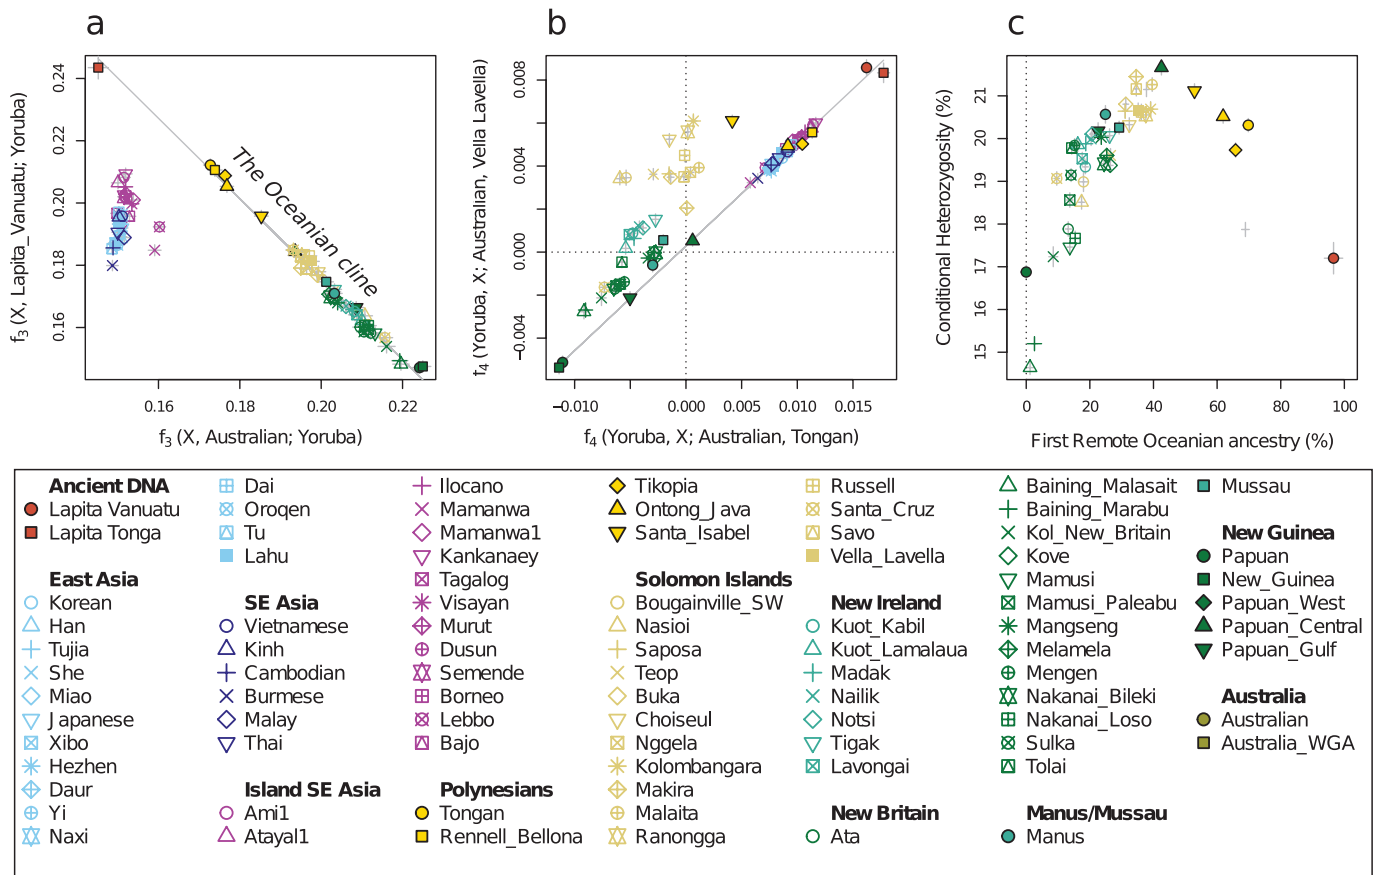 a
b
c
f3 (X, Lapita_Vanuatu; Yoruba)
0.24
0.22
0.20
0.18
0.16
The Oceanian cline
0.16 0.18 0.20 0.22
f3 (X, Australian; Yoruba)
f4 (Yoruba, X; Australian, Vella Lavella)
0.008
0.004
0.000
−0.004
−0.010 0.000 0.005 0.010 0.015
f4 (Yoruba, X; Australian, Tongan)
Conditional Heterozygosity (%)
21
20
19
18
17
16
15
0 20 40 60 80 100
First Remote Oceanian ancestry (%)
Ancient DNA
Lapita Vanuatu
Lapita Tonga
East Asia
Korean
Han
Tujia
She
Miao
Japanese
Xibo
Hezhen
Daur
Yi
Naxi
Dai
Oroqen
Tu
Lahu
SE Asia
Vietnamese
Kinh
Cambodian
Burmese
Malay
Thai
Island SE Asia
Ami1
Atayal1
Ilocano
Mamanwa
Mamanwa1
Kankanaey
Tagalog
Visayan
Murut
Dusun
Semende
Borneo
Lebbo
Bajo
Polynesians
Tongan
Rennell_Bellona
Tikopia
Ontong_Java
Santa_Isabel
Solomon Islands
Bougainville_SW
Nasioi
Saposa
Teop
Buka
Choiseul
Nggela
Kolombangara
Makira
Malaita
Ranongga
Russell
Santa_Cruz
Savo
Vella_Lavella
New Ireland
Kuot_Kabil
Kuot_Lamalaua
Madak
Nailik
Notsi
Tigak
Lavongai
New Britain
Ata
Baining_Malasait
Baining_Marabu
Kol_New_Britain
Kove
Mamusi
Mamusi_Paleabu
Mangseng
Melamela
Mengen
Nakanai_Bileki
Nakanai_Loso
Sulka
Tolai
Manus/Mussau
Manus
Mussau
New Guinea
Papuan
New_Guinea
Papuan_West
Papuan_Central
Papuan_Gulf
Australia
Australian
Australia_WGA